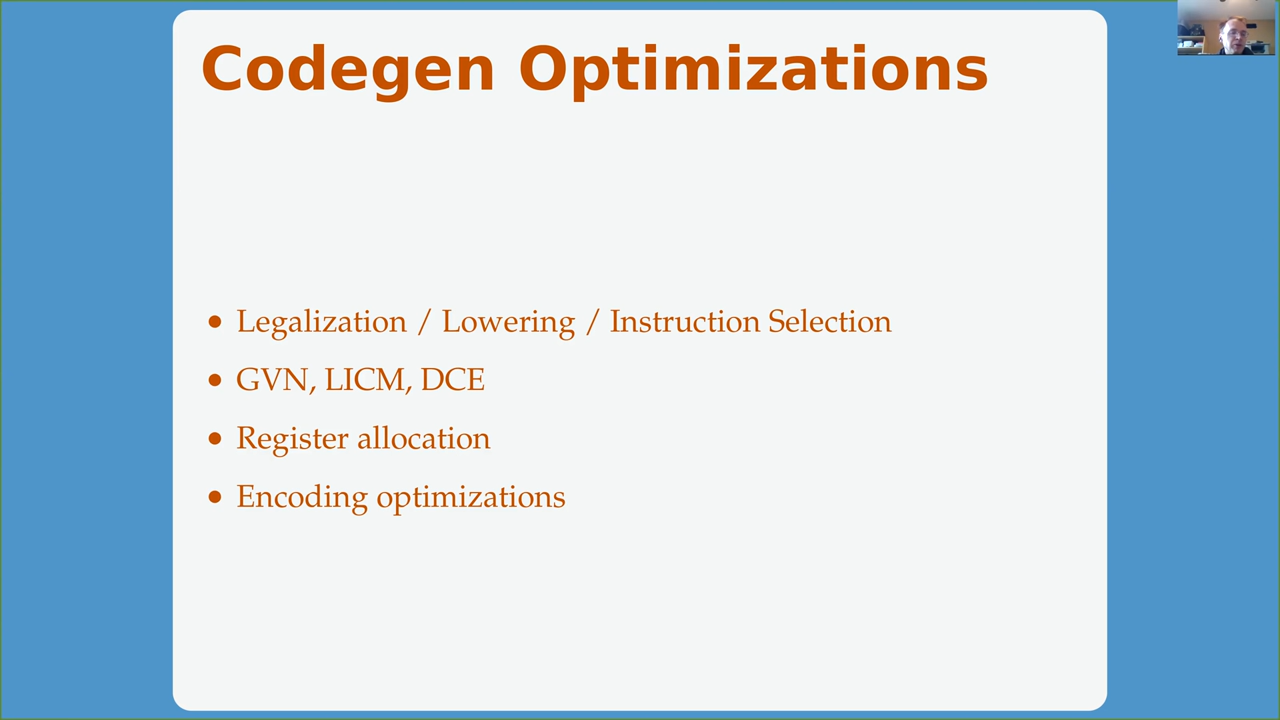 Codegen Optimizations
• Legalization / Lowering / Instruction Selection
• GVN, LICM, DCE
• Register allocation
• Encoding optimizations